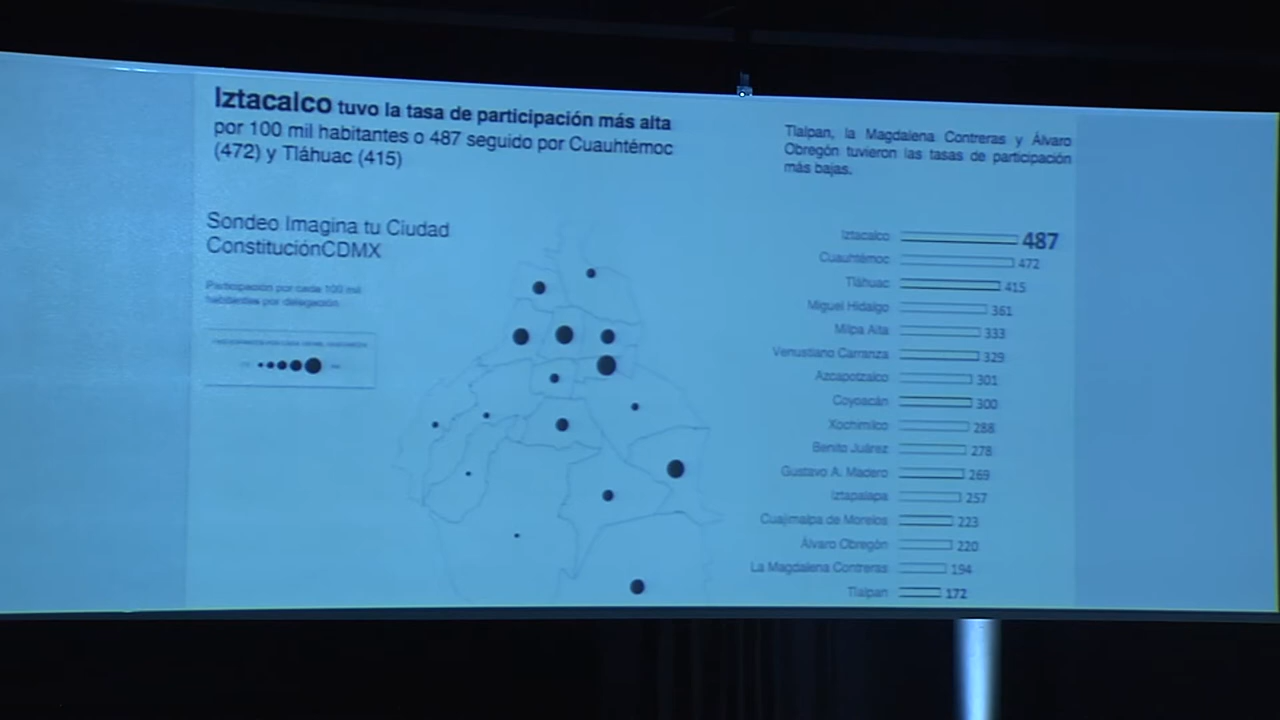 Iztacalco tuvo la tasa de participación más alta
por 100 mil habitantes o 487 seguido por Cuauhtémoc
(472) y Tláhuac (415)
Tlalpan, la Magdalena Contreras y Álvaro
Obregón tuvieron las tasas de participación
más bajas.
Sondeo Imagina tu Ciudad
ConstituciónCDMX
Participación por cada 100 mil
habitantes por delegación
Iztacalco 487
Cuauhtémoc 472
Tláhuac 415
Miguel Hidalgo 361
Milpa Alta 333
Venustiano Carranza 329
Azcapotzalco 301
Coyoacán 300
Xochimilco 288
Benito Juárez 278
Gustavo A. Madero 269
Iztapalapa 257
Cuajimalpa de Morelos 223
Álvaro Obregón 220
La Magdalena Contreras 194
Tlalpan 172